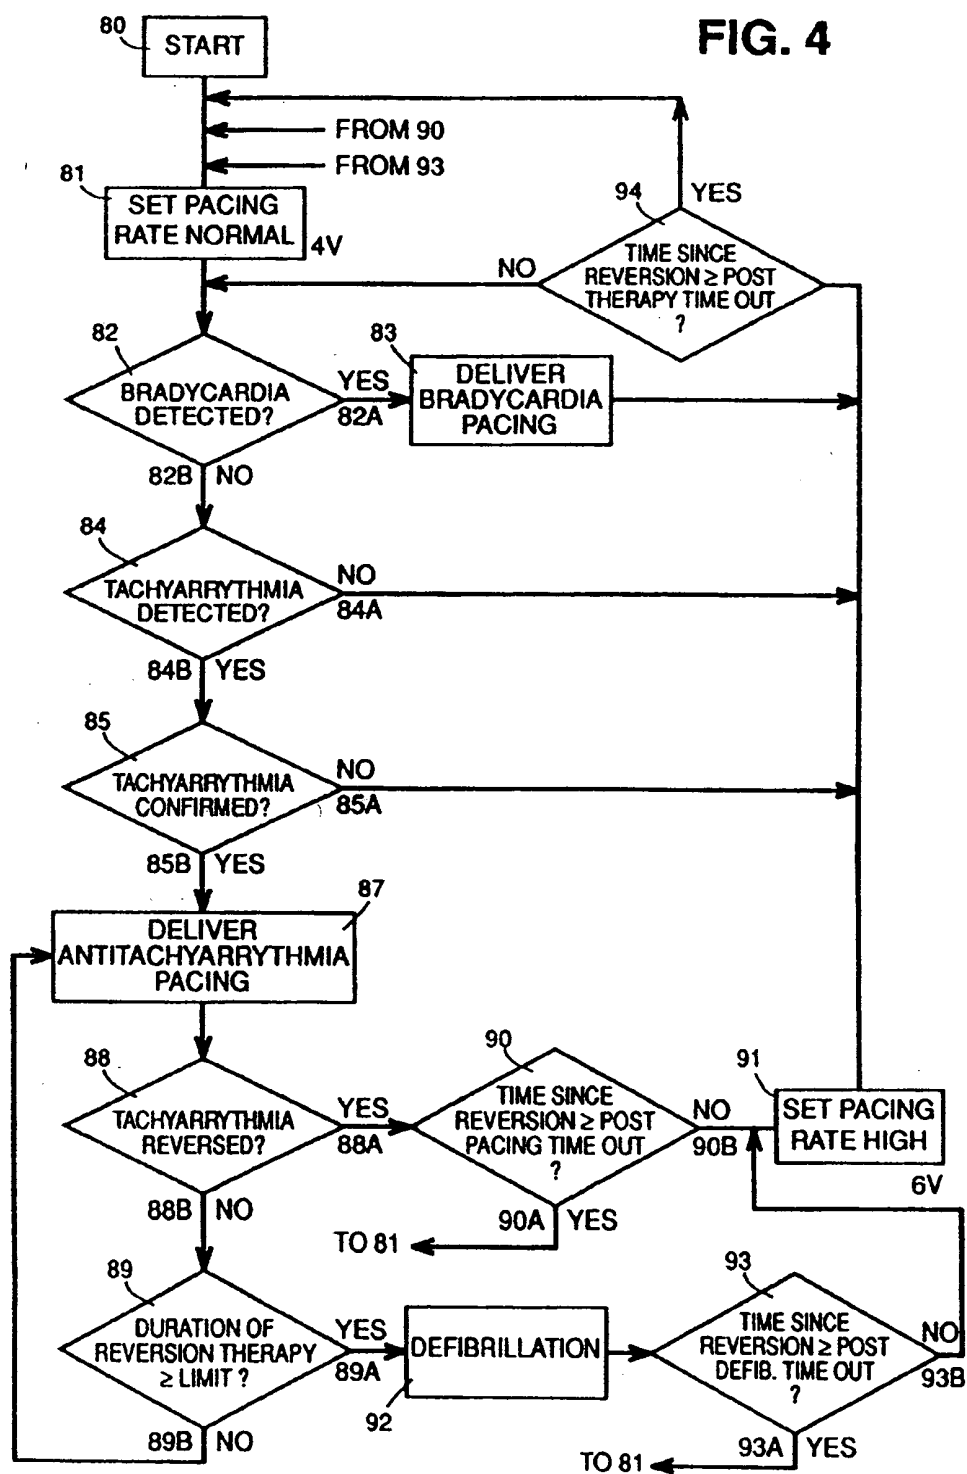 FIG. 4
80
START
FROM 90
FROM 93
81
SET PACING
RATE NORMAL
4V
94
YES
TIME SINCE
REVERSION ≥ POST
THERAPY TIME OUT
?
NO
82
BRADYCARDIA
DETECTED?
YES
82A
83
DELIVER
BRADYCARDIA
PACING
82B NO
84
TACHYARRYTHMIA
DETECTED?
NO
84A
84B YES
85
TACHYARRYTHMIA
CONFIRMED?
NO
85A
85B YES
87
DELIVER
ANTITACHYARRYTHMIA
PACING
88
TACHYARRYTHMIA
REVERSED?
YES
88A
90
TIME SINCE
REVERSION ≥ POST
PACING TIME OUT
?
NO
90B
91
SET PACING
RATE HIGH
6V
88B NO
90A YES
TO 81
89
DURATION OF
REVERSION THERAPY
≥ LIMIT ?
YES
89A
DEFIBRILLATION
92
93
TIME SINCE
REVERSION ≥ POST
DEFIB. TIME OUT
?
NO
93B
89B NO
93A YES
TO 81